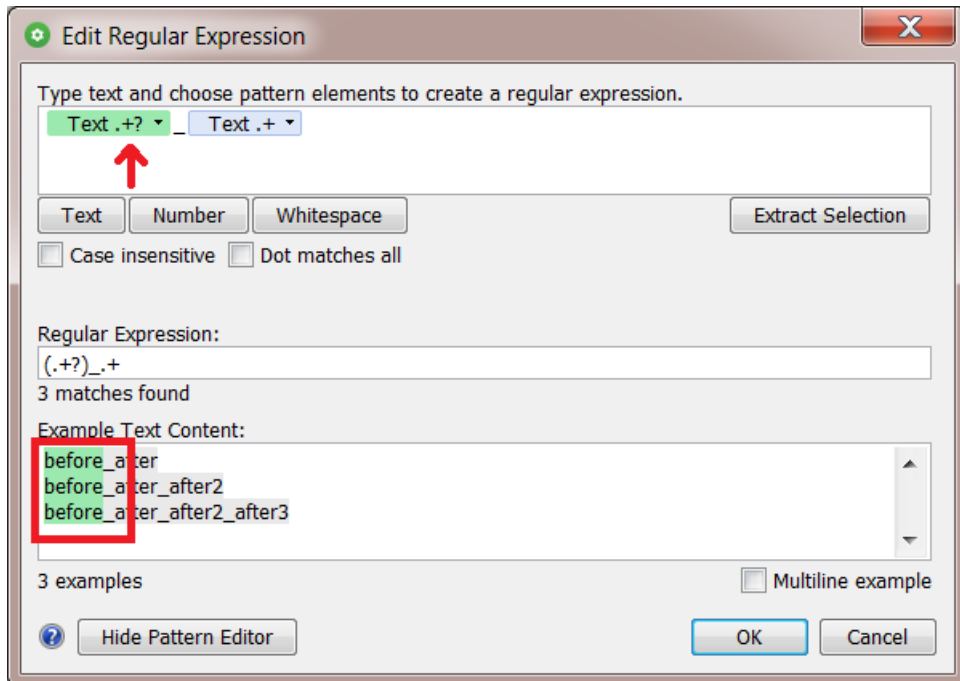 Edit Regular Expression
Type text and choose pattern elements to create a regular expression.
Text .+? _ Text .+
Text Number Whitespace Extract Selection
Case insensitive Dot matches all
Regular Expression:
(.+?)_.+
3 matches found
Example Text Content:
before_after
before_after_after2
before_after_after2_after3
3 examples Multiline example
? Hide Pattern Editor OK Cancel